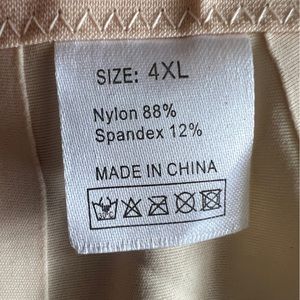 SIZE: 4XL
Nylon 88%
Spandex 12%
MADE IN CHINA